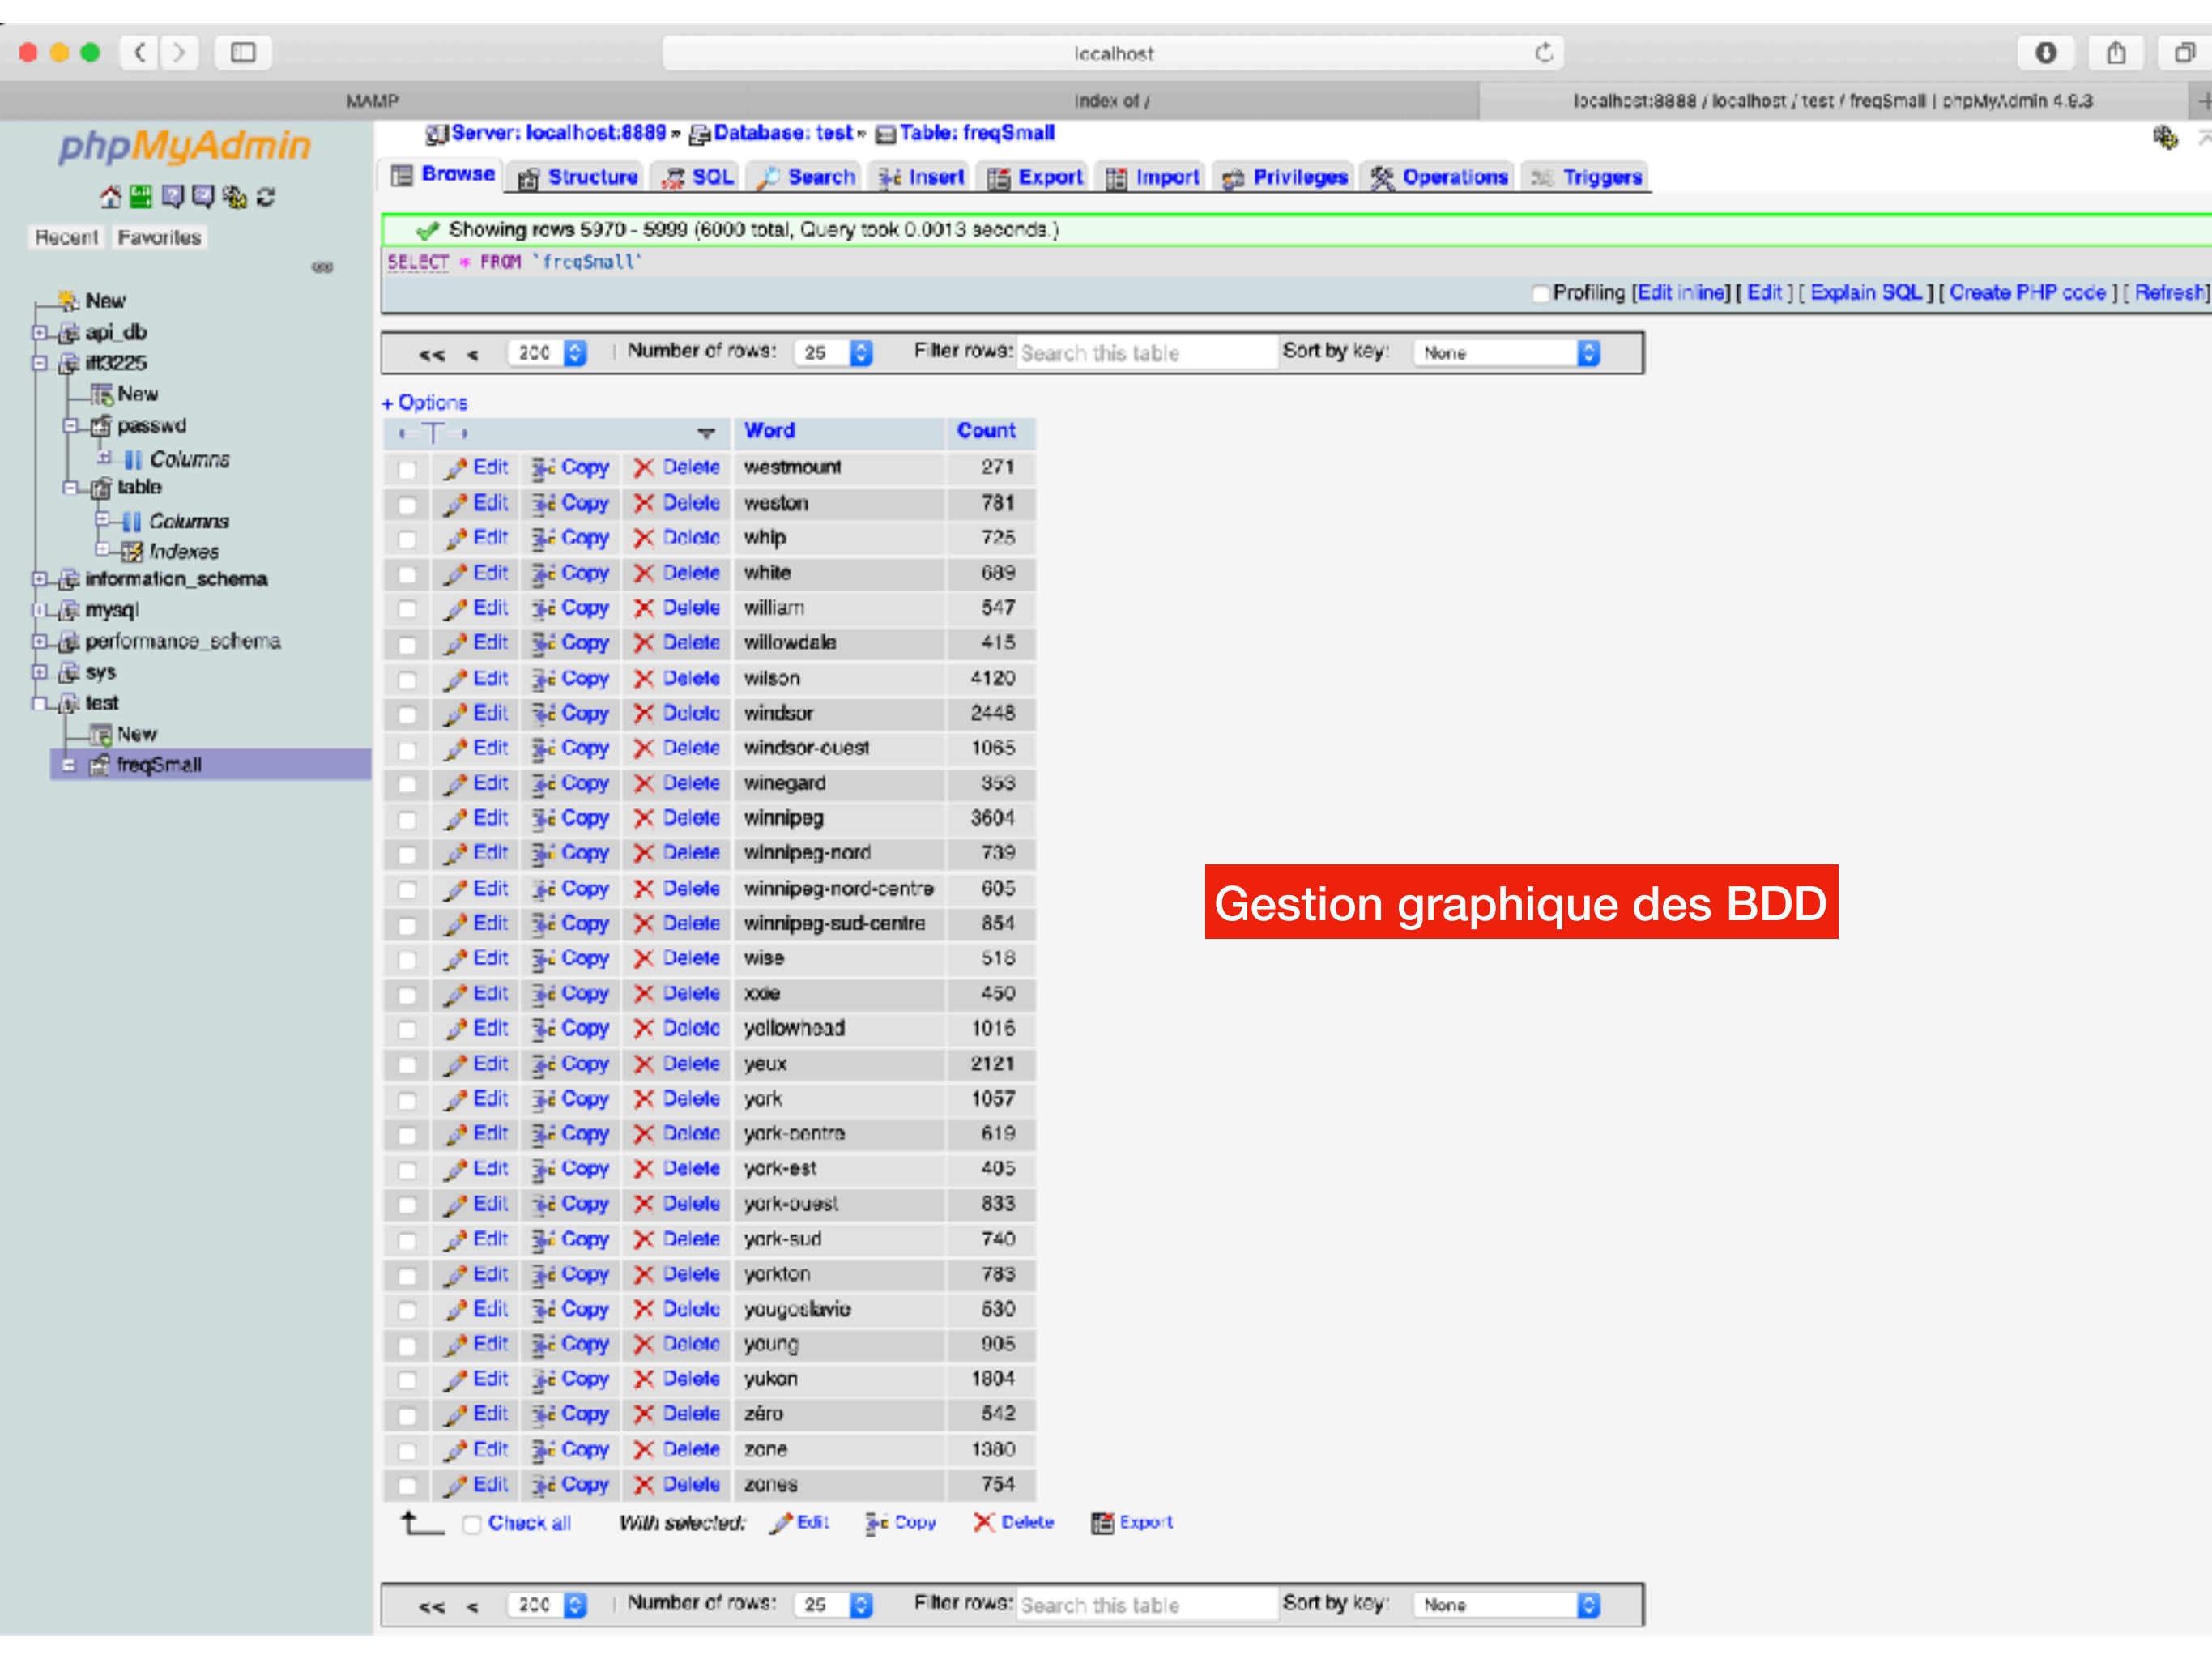 localhost
MAMP
Index of /
localhost:8888 / localhost / test / freqSmall | phpMyAdmin 4.9.3
phpMyAdmin
Recent Favorites
New
api_db
ift3225
New
passwd
Columns
table
Columns
Indexes
information_schema
mysql
performance_schema
sys
test
New
freqSmall
Server: localhost:8889 » Database: test » Table: freqSmall
Browse Structure SQL Search Insert Export Import Privileges Operations Triggers
Showing rows 5970 - 5999 (6000 total, Query took 0.0013 seconds.)
SELECT * FROM `freqSmall`
Profiling [Edit inline] [ Edit ] [ Explain SQL ] [ Create PHP code ] [ Refresh]
<< < 200 | Number of rows: 25 Filter rows: Search this table Sort by key: None
+ Options
←T→ Word Count
Edit Copy Delete westmount 271
Edit Copy Delete weston 781
Edit Copy Delete whip 725
Edit Copy Delete white 689
Edit Copy Delete william 547
Edit Copy Delete willowdale 415
Edit Copy Delete wilson 4120
Edit Copy Delete windsor 2448
Edit Copy Delete windsor-ouest 1065
Edit Copy Delete winegard 353
Edit Copy Delete winnipeg 3604
Edit Copy Delete winnipeg-nord 739
Edit Copy Delete winnipeg-nord-centre 605
Edit Copy Delete winnipeg-sud-centre 854
Edit Copy Delete wise 518
Edit Copy Delete xxie 450
Edit Copy Delete yellowhead 1016
Edit Copy Delete yeux 2121
Edit Copy Delete york 1057
Edit Copy Delete york-centre 619
Edit Copy Delete york-est 405
Edit Copy Delete york-ouest 833
Edit Copy Delete york-sud 740
Edit Copy Delete yorkton 783
Edit Copy Delete yougoslavie 530
Edit Copy Delete young 905
Edit Copy Delete yukon 1804
Edit Copy Delete zéro 542
Edit Copy Delete zone 1380
Edit Copy Delete zones 754
Check all With selected: Edit Copy Delete Export
<< < 200 | Number of rows: 25 Filter rows: Search this table Sort by key: None
Gestion graphique des BDD